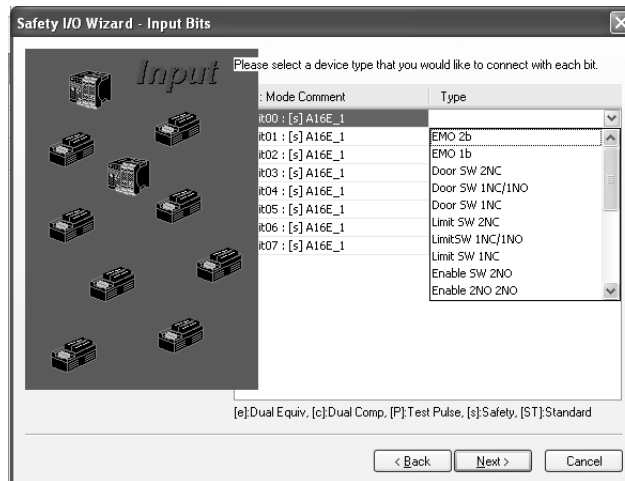 Safety I/O Wizard - Input Bits
Input
Please select a device type that you would like to connect with each bit.
: Mode Comment Type
it00 : [s] A16E_1
it01 : [s] A16E_1
it02 : [s] A16E_1
it03 : [s] A16E_1
it04 : [s] A16E_1
it05 : [s] A16E_1
it06 : [s] A16E_1
it07 : [s] A16E_1
EMO 2b
EMO 1b
Door SW 2NC
Door SW 1NC/1NO
Door SW 1NC
Limit SW 2NC
LimitSW 1NC/1NO
Limit SW 1NC
Enable SW 2NO
Enable 2NO 2NO
[e]:Dual Equiv, [c]:Dual Comp, [P]:Test Pulse, [s]:Safety, [ST]:Standard
< Back
Next >
Cancel